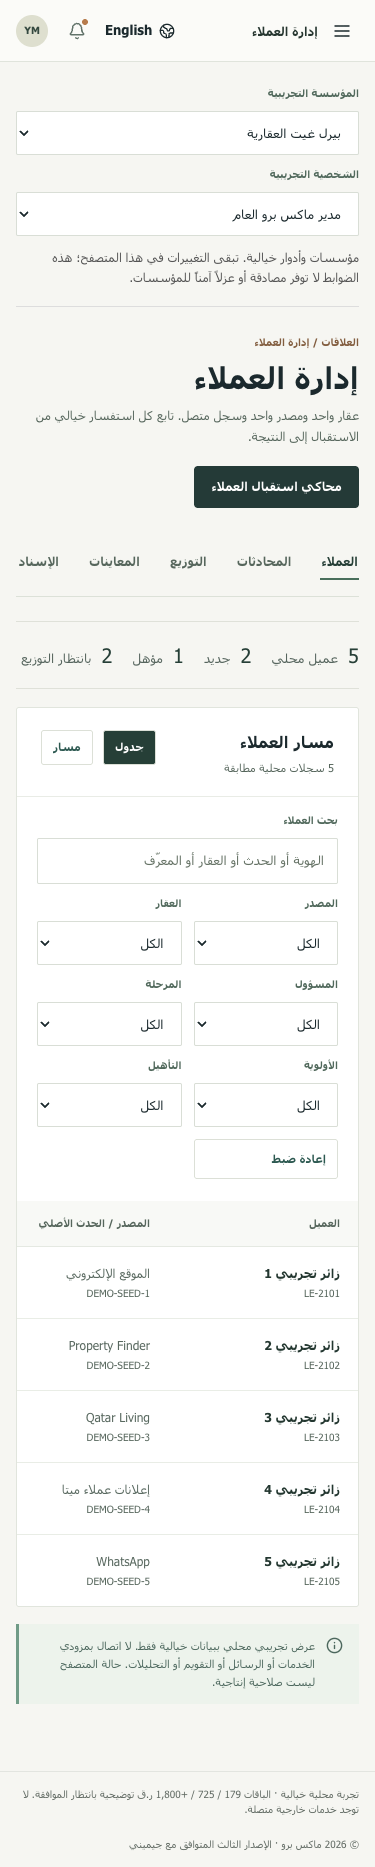 إدارة العملاء
English
YM
المؤسسة التجريبية
بيرل غيت العقارية
الشخصية التجريبية
مدير ماكس برو العام
مؤسسات وأدوار خيالية. تبقى التغييرات في هذا المتصفح؛ هذه
الضوابط لا توفر مصادقة أو عزلاً آمناً للمؤسسات.
العلاقات / إدارة العملاء
إدارة العملاء
عقار واحد ومصدر واحد وسجل متصل. تابع كل استفسار خيالي من
الاستقبال إلى النتيجة.
محاكي استقبال العملاء
العملاء المحادثات التوزيع المعاينات الإسناد
5 عميل محلي 2 جديد 1 مؤهل 2 بانتظار التوزيع
مسار العملاء
5 سجلات محلية مطابقة
جدول
مسار
بحث العملاء
الهوية أو الحدث أو العقار أو المعرّف
المصدر العقار
الكل الكل
المسؤول المرحلة
الكل الكل
الأولوية التأهيل
الكل الكل
إعادة ضبط
العميل المصدر / الحدث الأصلي
زائر تجريبي 1 الموقع الإلكتروني
LE-2101 DEMO-SEED-1
زائر تجريبي 2 Property Finder
LE-2102 DEMO-SEED-2
زائر تجريبي 3 Qatar Living
LE-2103 DEMO-SEED-3
زائر تجريبي 4 إعلانات عملاء ميتا
LE-2104 DEMO-SEED-4
زائر تجريبي 5 WhatsApp
LE-2105 DEMO-SEED-5
عرض تجريبي محلي ببيانات خيالية فقط. لا اتصال بمزودي
الخدمات أو الرسائل أو التقويم أو التحليلات. حالة المتصفح
ليست صلاحية إنتاجية.
تجربة محلية خيالية · الباقات 179 / 725 / +1,800 ر.ق توضيحية بانتظار الموافقة. لا
توجد خدمات خارجية متصلة.
© 2026 ماكس برو · الإصدار الثالث المتوافق مع جيميني